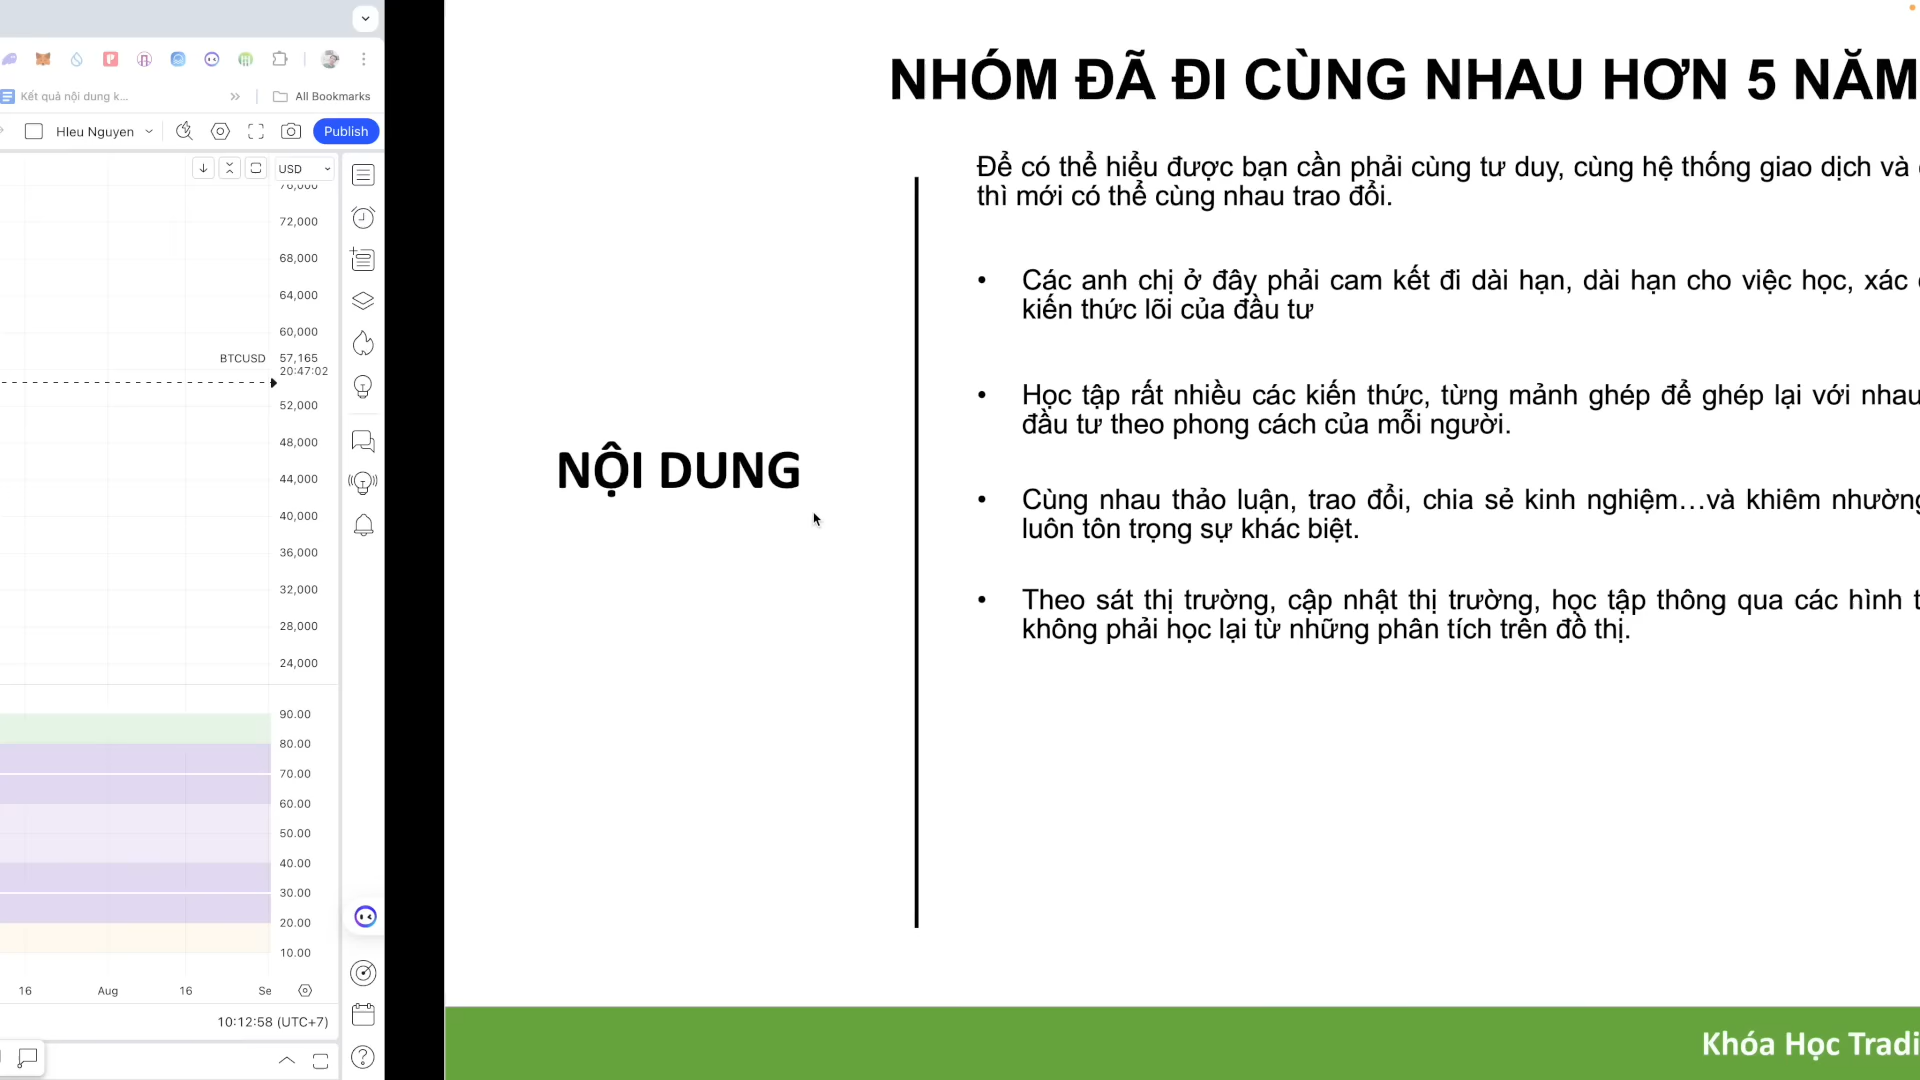 Kết quả nội dung k...
All Bookmarks
HIeu Nguyen
Publish
USD
76,000
72,000
68,000
64,000
60,000
BTCUSD 57,165
20:47:02
52,000
48,000
44,000
40,000
36,000
32,000
28,000
24,000
90.00
80.00
70.00
60.00
50.00
40.00
30.00
20.00
10.00
16 Aug 16 Se
10:12:58 (UTC+7)
NHÓM ĐÃ ĐI CÙNG NHAU HƠN 5 NĂM
NỘI DUNG
Để có thể hiểu được bạn cần phải cùng tư duy, cùng hệ thống giao dịch và
thì mới có thể cùng nhau trao đổi.
• Các anh chị ở đây phải cam kết đi dài hạn, dài hạn cho việc học, xác
kiến thức lõi của đầu tư
• Học tập rất nhiều các kiến thức, từng mảnh ghép để ghép lại với nhau
đầu tư theo phong cách của mỗi người.
• Cùng nhau thảo luận, trao đổi, chia sẻ kinh nghiệm…và khiêm nhường
luôn tôn trọng sự khác biệt.
• Theo sát thị trường, cập nhật thị trường, học tập thông qua các hình
không phải học lại từ những phân tích trên đồ thị.
Khóa Học Tradi